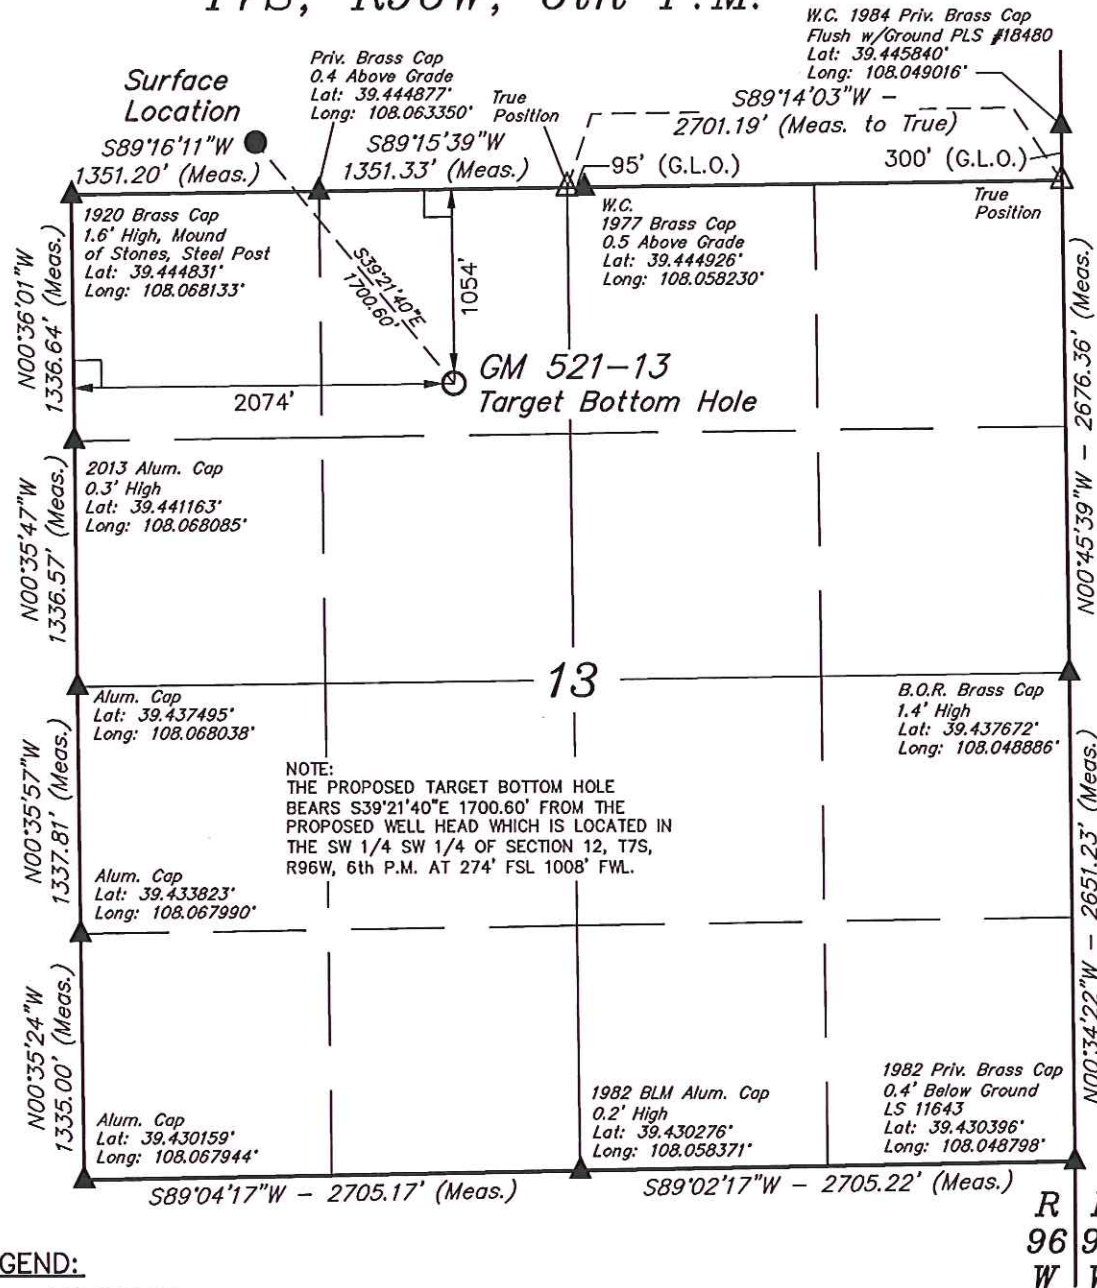 T7S, R96W, 6th P.M.
W.C. 1984 Priv. Brass Cap
Flush w/Ground PLS #18480
Lat: 39.445840°
Long: 108.049016°
Priv. Brass Cap
0.4 Above Grade
Lat: 39.444877°
Long: 108.063350°
Surface
Location
True
Position
S89°14'03"W –
2701.19' (Meas. to True)
S89°16'11"W
1351.20' (Meas.)
S89°15'39"W
1351.33' (Meas.)
95' (G.L.O.)
300' (G.L.O.)
True
Position
1920 Brass Cap
1.6' High, Mound
of Stones, Steel Post
Lat: 39.444831°
Long: 108.068133°
W.C.
1977 Brass Cap
0.5 Above Grade
Lat: 39.444926°
Long: 108.058230°
S39°21'40"E
1700.60'
1054'
N00°36'01"W
1336.64' (Meas.)
N00°45'39"W – 2676.36' (Meas.)
GM 521–13
Target Bottom Hole
2074'
2013 Alum. Cap
0.3' High
Lat: 39.441163°
Long: 108.068085°
N00°35'47"W
1336.57' (Meas.)
13
Alum. Cap
Lat: 39.437495°
Long: 108.068038°
B.O.R. Brass Cap
1.4' High
Lat: 39.437672°
Long: 108.048886°
NOTE:
THE PROPOSED TARGET BOTTOM HOLE
BEARS S39°21'40"E 1700.60' FROM THE
PROPOSED WELL HEAD WHICH IS LOCATED IN
THE SW 1/4 SW 1/4 OF SECTION 12, T7S,
R96W, 6th P.M. AT 274' FSL 1008' FWL.
N00°35'57"W
1337.81' (Meas.)
Alum. Cap
Lat: 39.433823°
Long: 108.067990°
N00°34'22"W – 2651.23' (Meas.)
N00°35'24"W
1335.00' (Meas.)
Alum. Cap
Lat: 39.430159°
Long: 108.067944°
1982 BLM Alum. Cap
0.2' High
Lat: 39.430276°
Long: 108.058371°
1982 Priv. Brass Cap
0.4' Below Ground
LS 11643
Lat: 39.430396°
Long: 108.048798°
S89°04'17"W – 2705.17' (Meas.)
S89°02'17"W – 2705.22' (Meas.)
R
96
W
GEND: